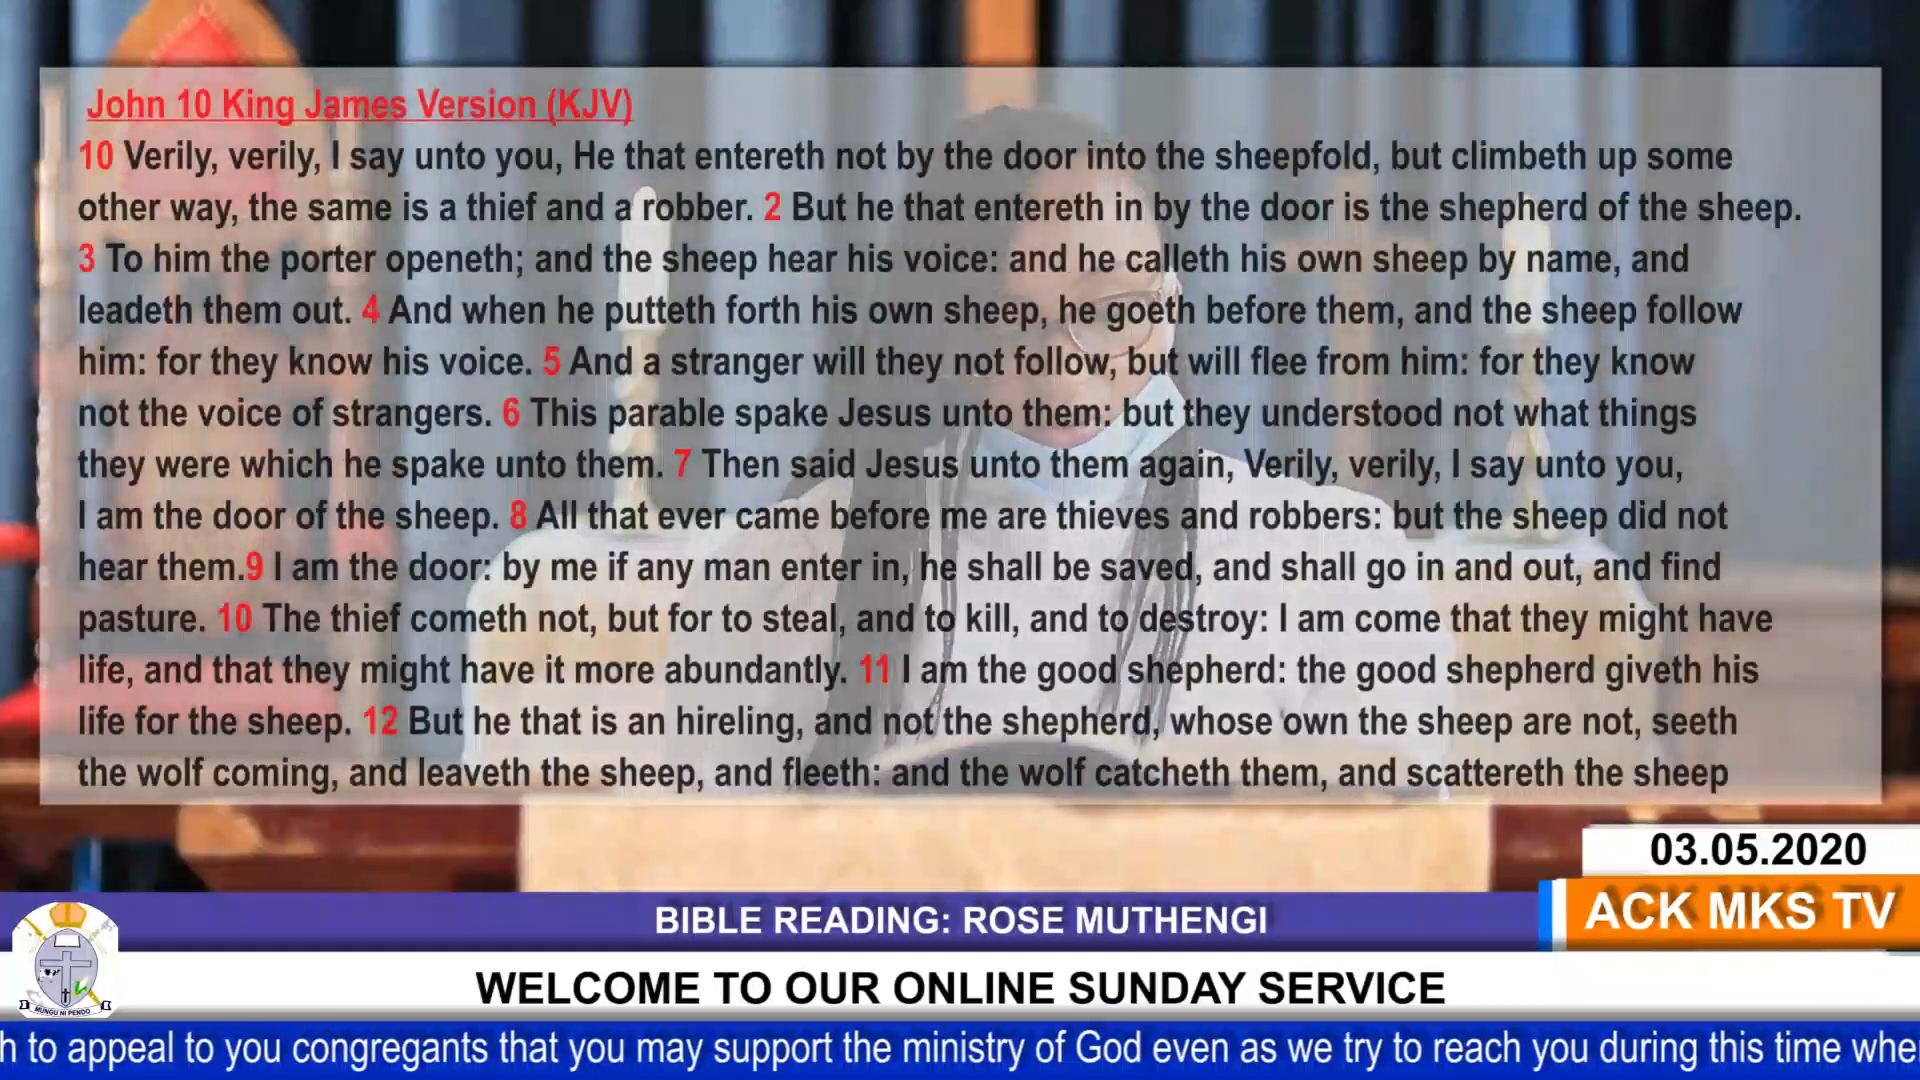 John 10 King James Version (KJV)
10 Verily, verily, I say unto you, He that entereth not by the door into the sheepfold, but climbeth up some
other way, the same is a thief and a robber. 2 But he that entereth in by the door is the shepherd of the sheep.
3 To him the porter openeth; and the sheep hear his voice: and he calleth his own sheep by name, and
leadeth them out. 4 And when he putteth forth his own sheep, he goeth before them, and the sheep follow
him: for they know his voice. 5 And a stranger will they not follow, but will flee from him: for they know
not the voice of strangers. 6 This parable spake Jesus unto them: but they understood not what things
they were which he spake unto them. 7 Then said Jesus unto them again, Verily, verily, I say unto you,
I am the door of the sheep. 8 All that ever came before me are thieves and robbers: but the sheep did not
hear them.9 I am the door: by me if any man enter in, he shall be saved, and shall go in and out, and find
pasture. 10 The thief cometh not, but for to steal, and to kill, and to destroy: I am come that they might have
life, and that they might have it more abundantly. 11 I am the good shepherd: the good shepherd giveth his
life for the sheep. 12 But he that is an hireling, and not the shepherd, whose own the sheep are not, seeth
the wolf coming, and leaveth the sheep, and fleeth: and the wolf catcheth them, and scattereth the sheep
03.05.2020
ACK MKS TV
BIBLE READING: ROSE MUTHENGI
WELCOME TO OUR ONLINE SUNDAY SERVICE
MUNGU NI PENDO
h to appeal to you congregants that you may support the ministry of God even as we try to reach you during this time whe